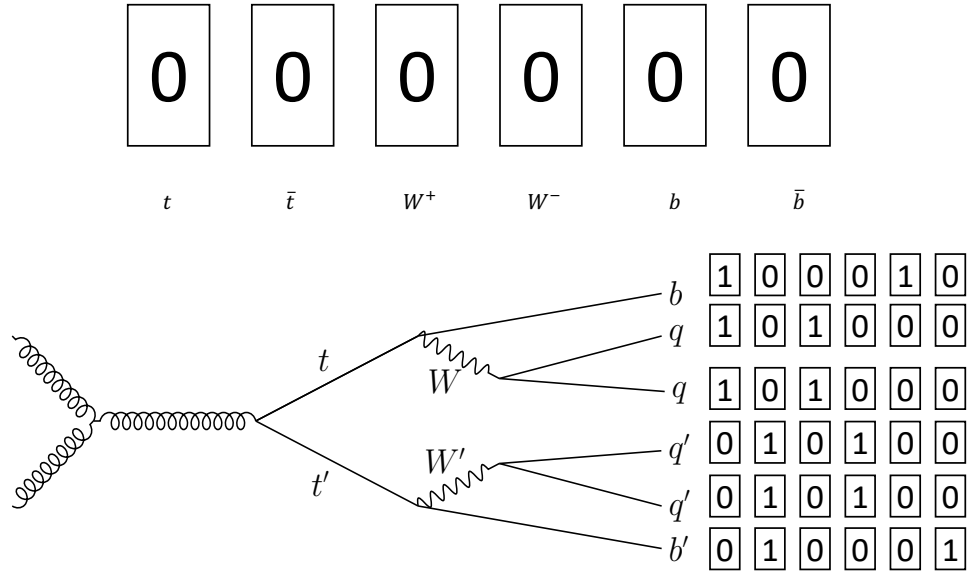 0 0 0 0 0 0
t t̄ W⁺ W⁻ b b̄
b 1 0 0 0 1 0
q 1 0 1 0 0 0
t
W
q 1 0 1 0 0 0
q′ 0 1 0 1 0 0
W′
t′
q′ 0 1 0 1 0 0
b′ 0 1 0 0 0 1